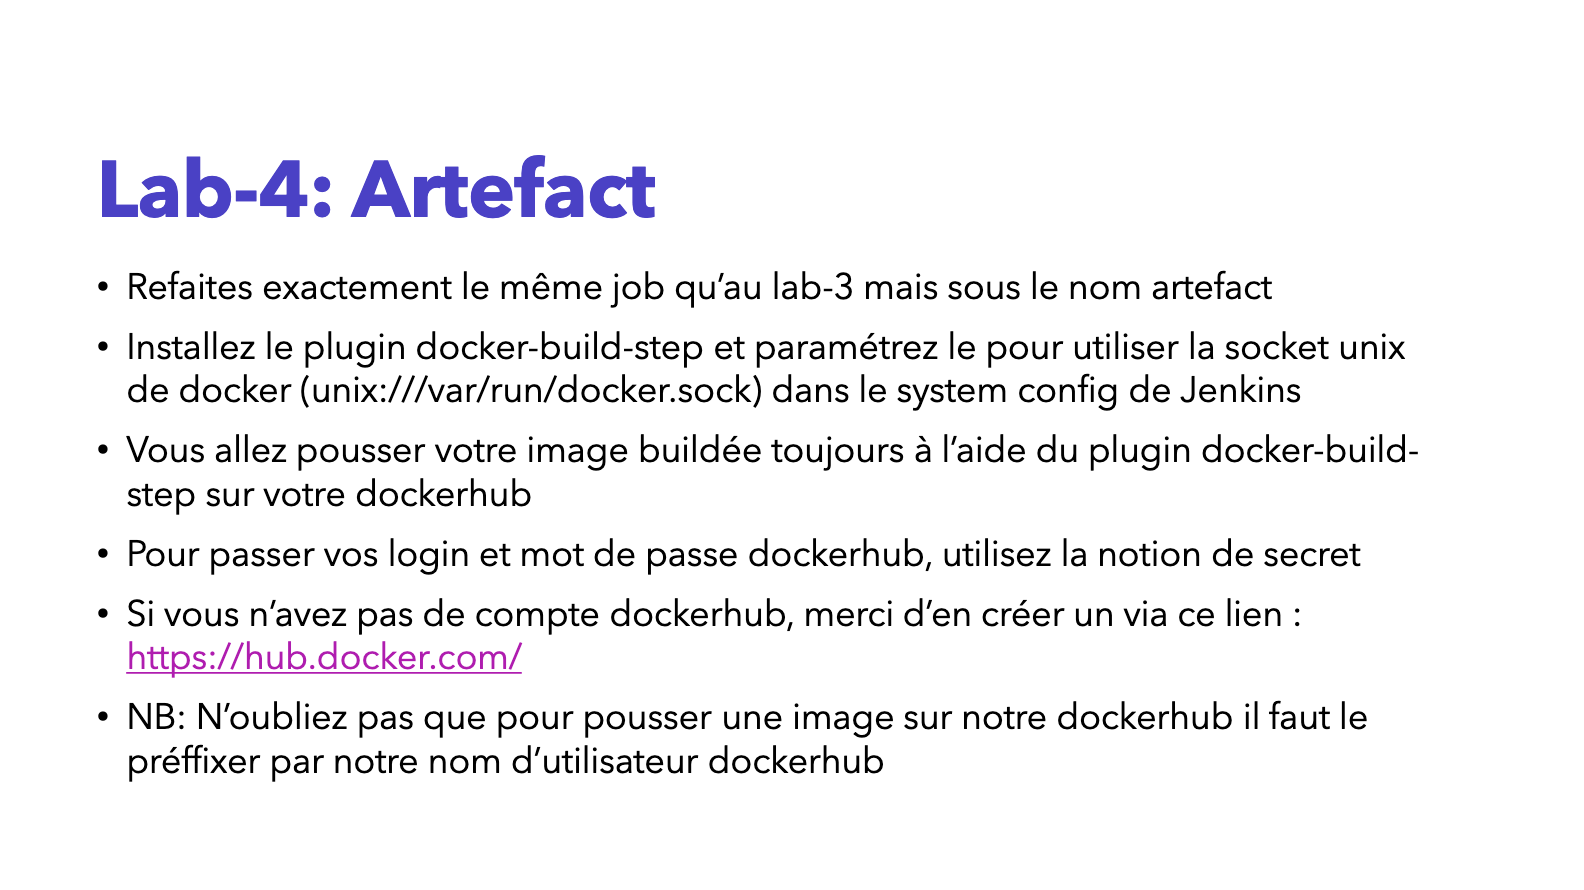 Lab-4: Artefact
• Refaites exactement le même job qu’au lab-3 mais sous le nom artefact
• Installez le plugin docker-build-step et paramétrez le pour utiliser la socket unix
de docker (unix:///var/run/docker.sock) dans le system config de Jenkins
• Vous allez pousser votre image buildée toujours à l’aide du plugin docker-build-
step sur votre dockerhub
• Pour passer vos login et mot de passe dockerhub, utilisez la notion de secret
• Si vous n’avez pas de compte dockerhub, merci d’en créer un via ce lien :
https://hub.docker.com/
• NB: N’oubliez pas que pour pousser une image sur notre dockerhub il faut le
préffixer par notre nom d’utilisateur dockerhub